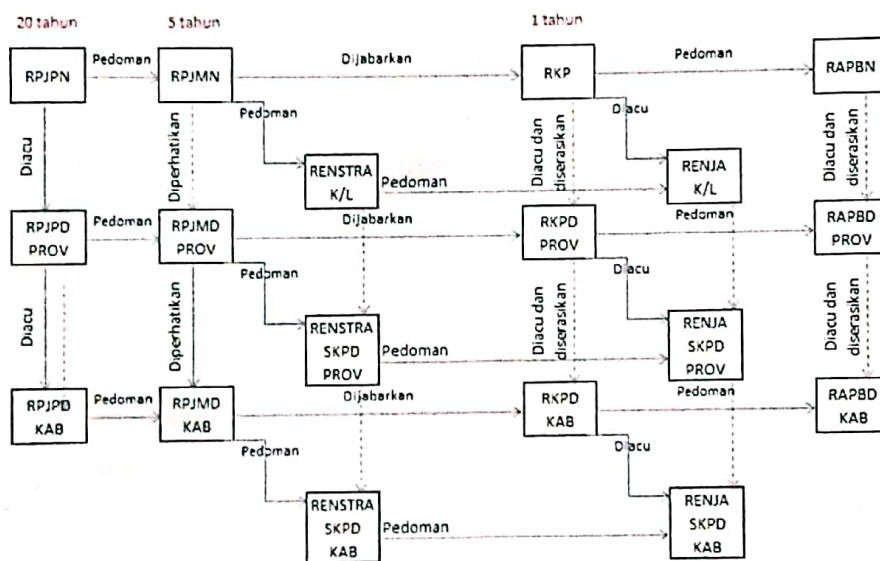 20 tahun
5 tahun
1 tahun
RPJPN
Pedoman
RPJMN
Dijabarkan
RKP
Pedoman
RAPBN
Diacu
Diperhatikan
Pedoman
RENSTRA
K/L
Pedoman
Diacu dan
diserasikan
Diacu
RENJA
K/L
Diacu dan
diserasikan
RPJPD
PROV
Pedoman
RPJMD
PROV
Dijabarkan
RKPD
PROV
Pedoman
RAPBD
PROV
Diacu
Diperhatikan
Pedoman
RENSTRA
SKPD
PROV
Pedoman
Diacu dan
diserasikan
Diacu
RENJA
SKPD
PROV
Diacu dan
diserasikan
RPJPD
KAB
Pedoman
RPJMD
KAB
Dijabarkan
RKPD
KAB
Pedoman
RAPBD
KAB
Pedoman
RENSTRA
SKPD
KAB
Pedoman
Diacu
RENJA
SKPD
KAB